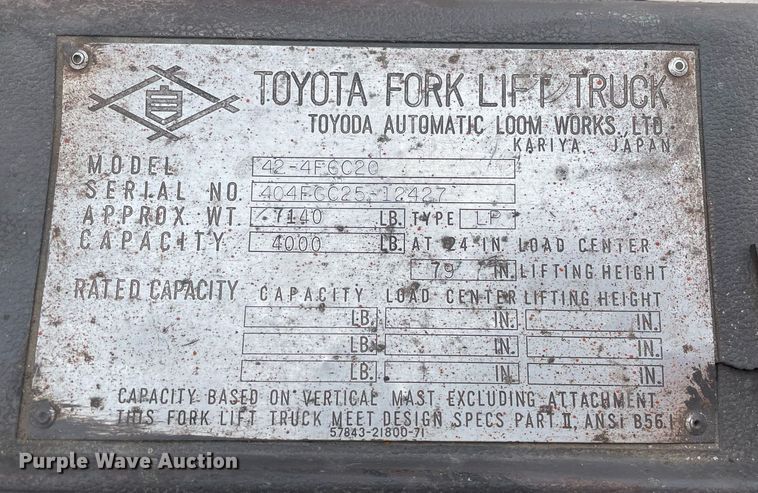 TOYOTA FORK LIFT TRUCK
TOYODA AUTOMATIC LOOM WORKS, LTD.
KARIYA, JAPAN
MODEL 42-4FGC20
SERIAL NO. 404FGC25-12427
APPROX. WT. 7140 LB. TYPE LP
CAPACITY 4000 LB. AT 24 IN. LOAD CENTER
79 IN. LIFTING HEIGHT
RATED CAPACITY CAPACITY LOAD CENTER LIFTING HEIGHT
LB. IN. IN.
LB. IN. IN.
LB. IN. IN.
CAPACITY BASED ON VERTICAL MAST EXCLUDING ATTACHMENT
THIS FORK LIFT TRUCK MEET DESIGN SPECS PART II, ANSI B56.1
57843-21800-71
Purple Wave Auction